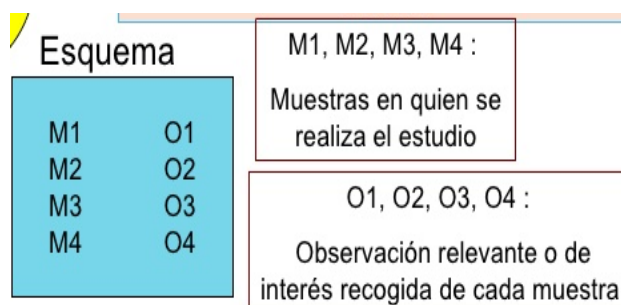 Esquema
M1 O1
M2 O2
M3 O3
M4 O4
M1, M2, M3, M4 :
Muestras en quien se
realiza el estudio
O1, O2, O3, O4 :
Observación relevante o de
interés recogida de cada muestra